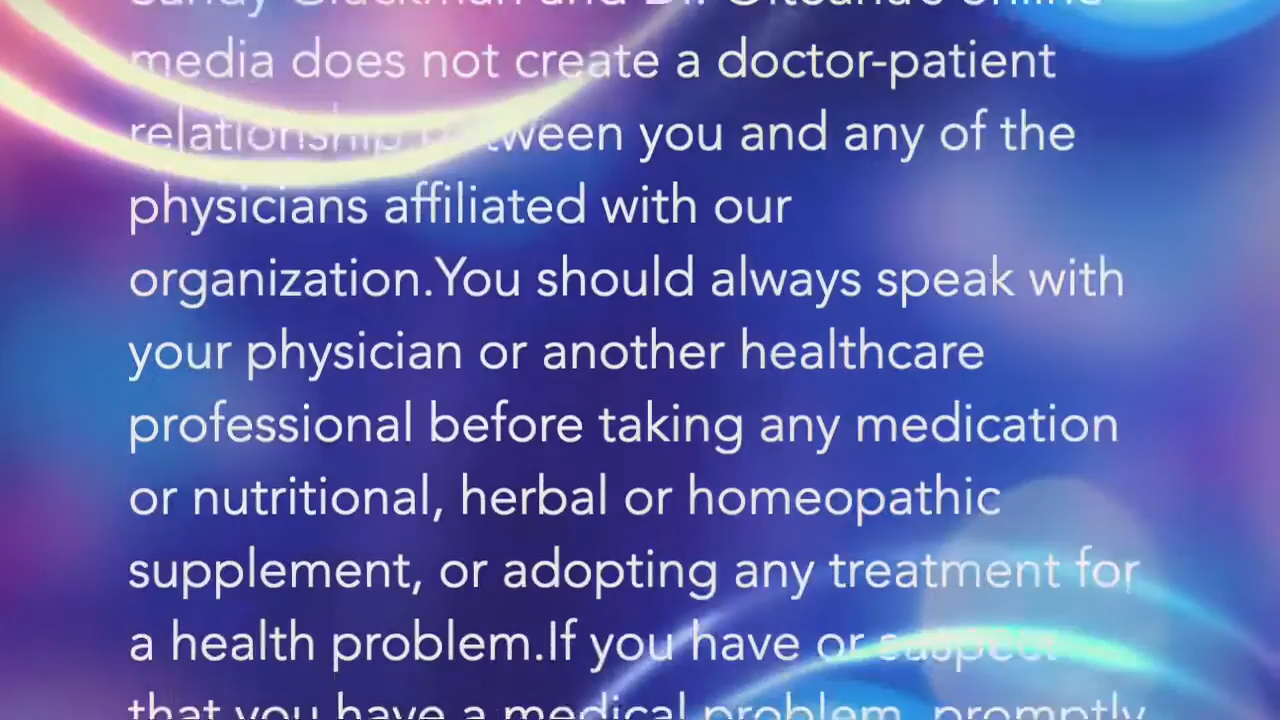 media does not create a doctor-patient
relationship between you and any of the
physicians affiliated with our
organization.You should always speak with
your physician or another healthcare
professional before taking any medication
or nutritional, herbal or homeopathic
supplement, or adopting any treatment for
a health problem.If you have or suspect
that you have a medical problem, promptly